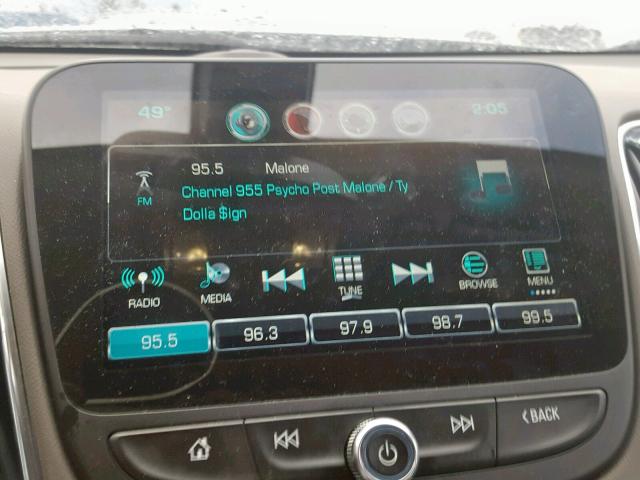 49° 2:05
95.5 Malone
FM
Channel 955 Psycho Post Malone / Ty
Dolla $ign
RADIO MEDIA TUNE BROWSE MENU
95.5 96.3 97.9 98.7 99.5
< BACK